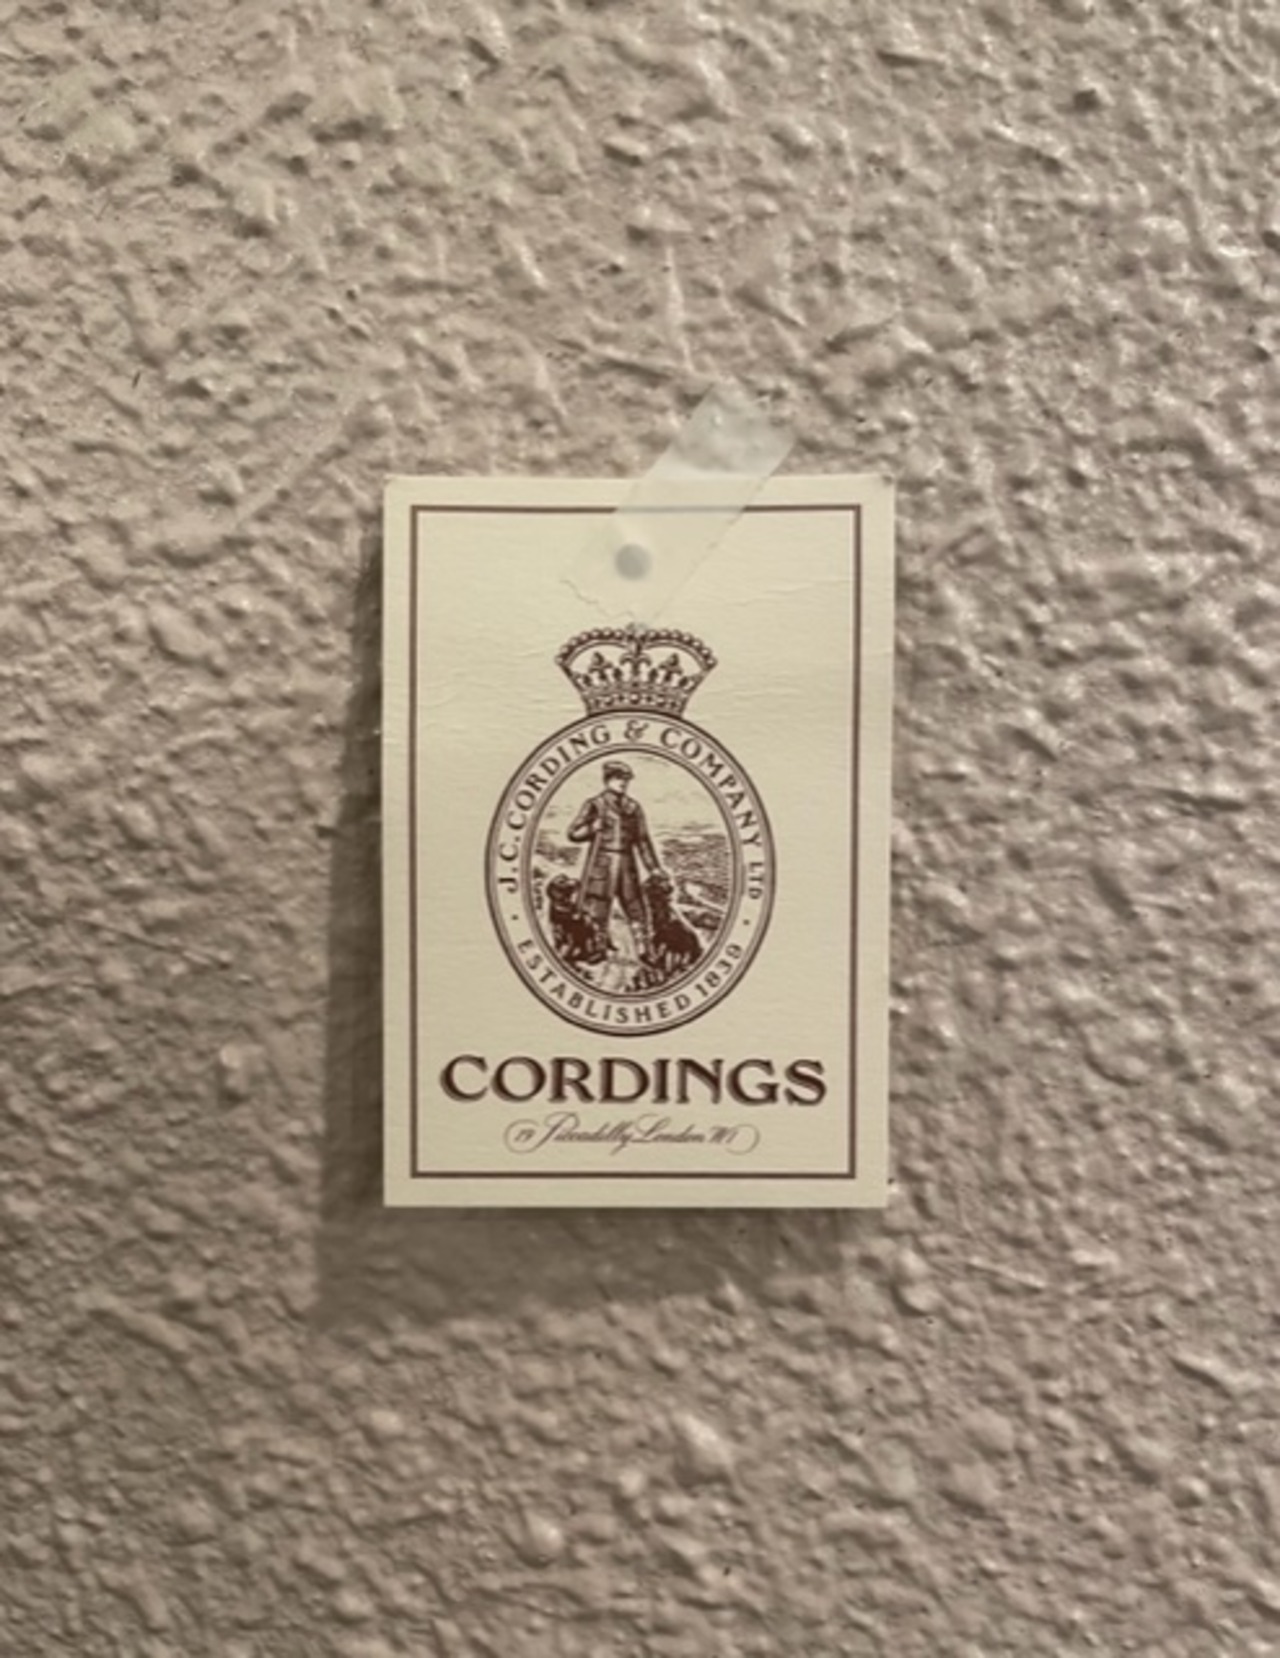 J.C. CORDING & COMPANY LTD
· ESTABLISHED 1839 ·
CORDINGS
19 Piccadilly London W1